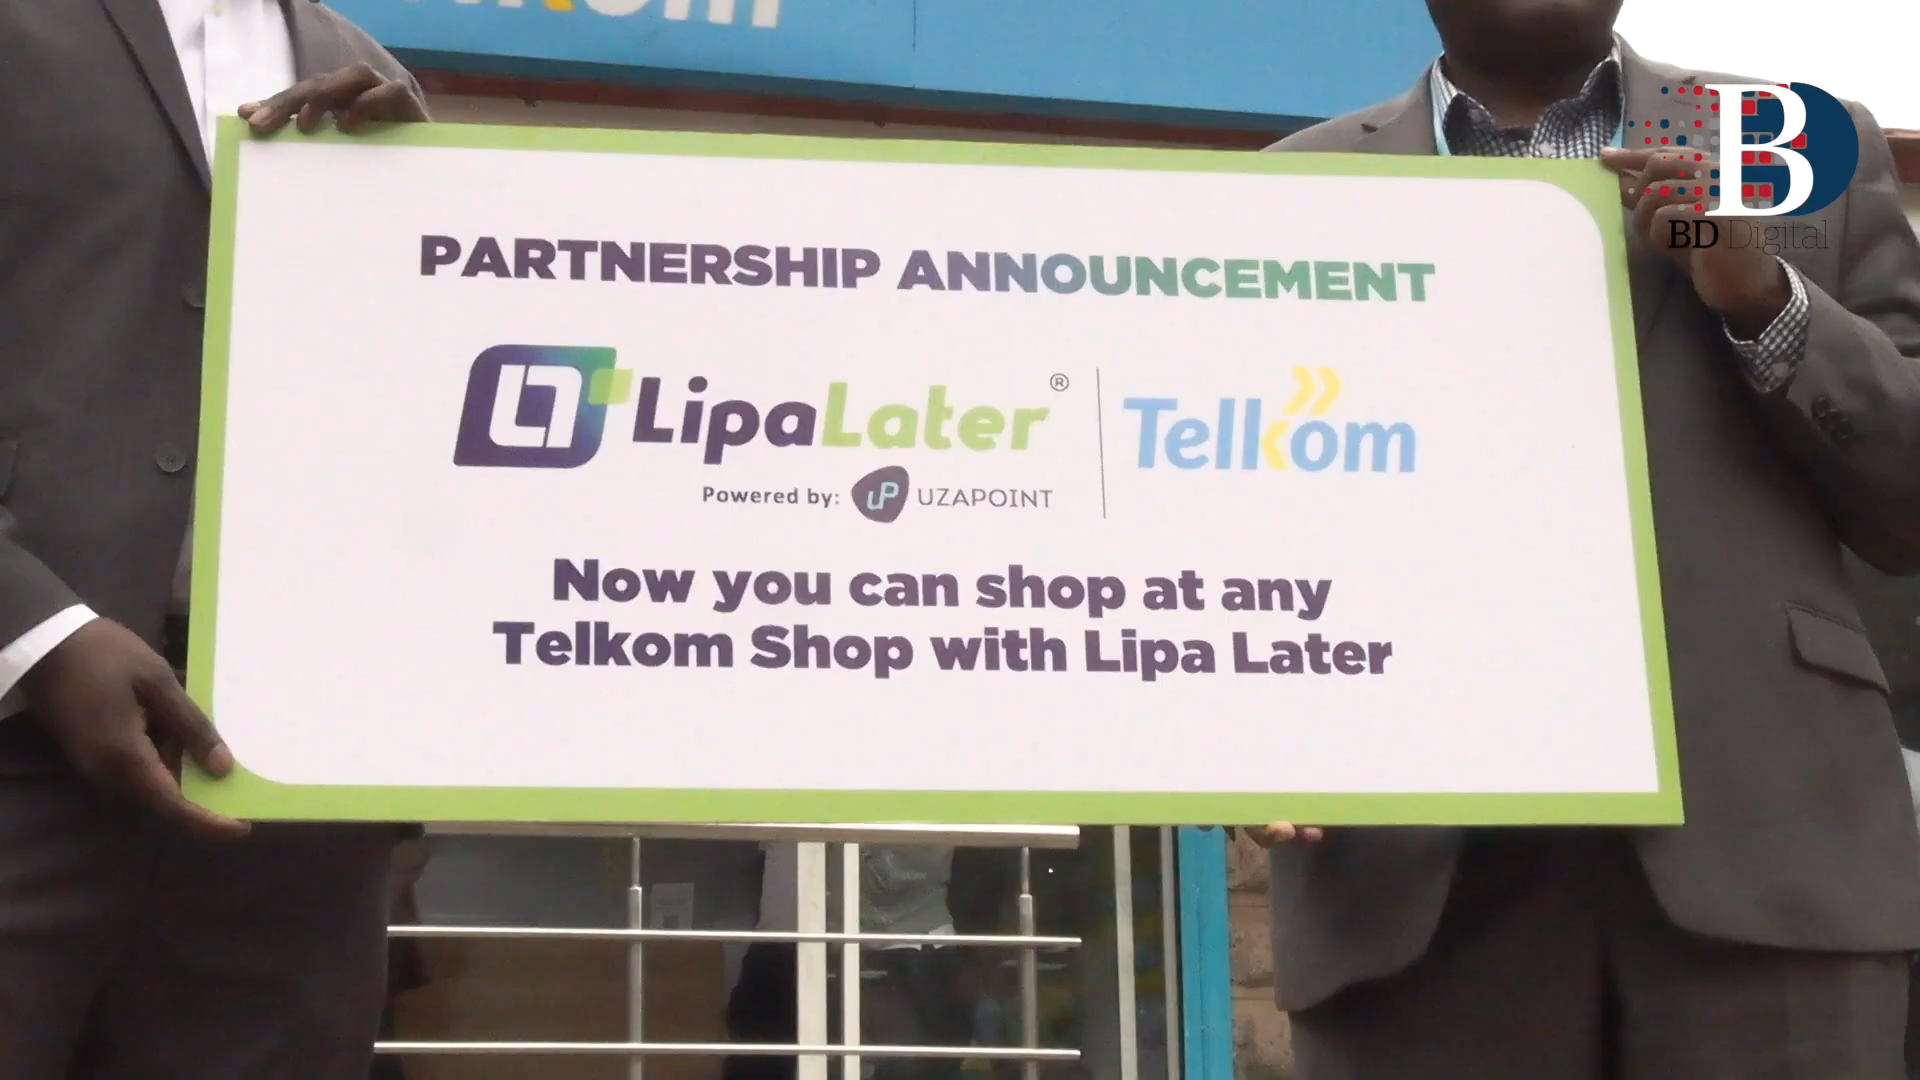 BD Digital
PARTNERSHIP ANNOUNCEMENT
LipaLater® | Telkom
Powered by: uP UZAPOINT
Now you can shop at any
Telkom Shop with Lipa Later